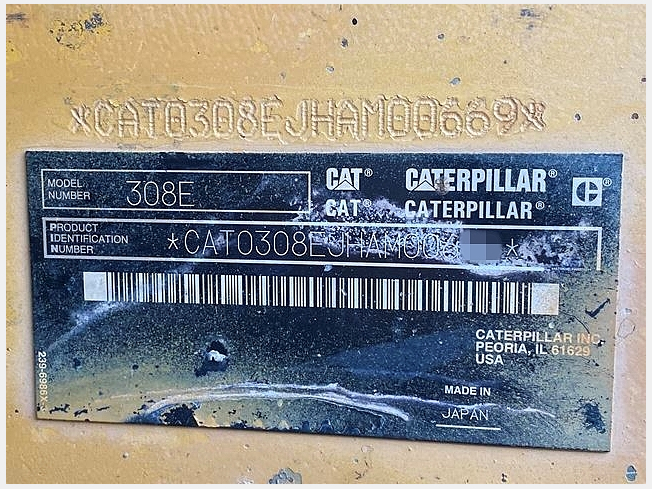 *CAT0308EJHAM00669*
MODEL NUMBER 308E
CAT® CATERPILLAR®
CAT® CATERPILLAR®
PRODUCT IDENTIFICATION NUMBER *CAT0308EJHAM006 *
CATERPILLAR INC.
PEORIA, IL 61629
USA
239-6986X
MADE IN
JAPAN